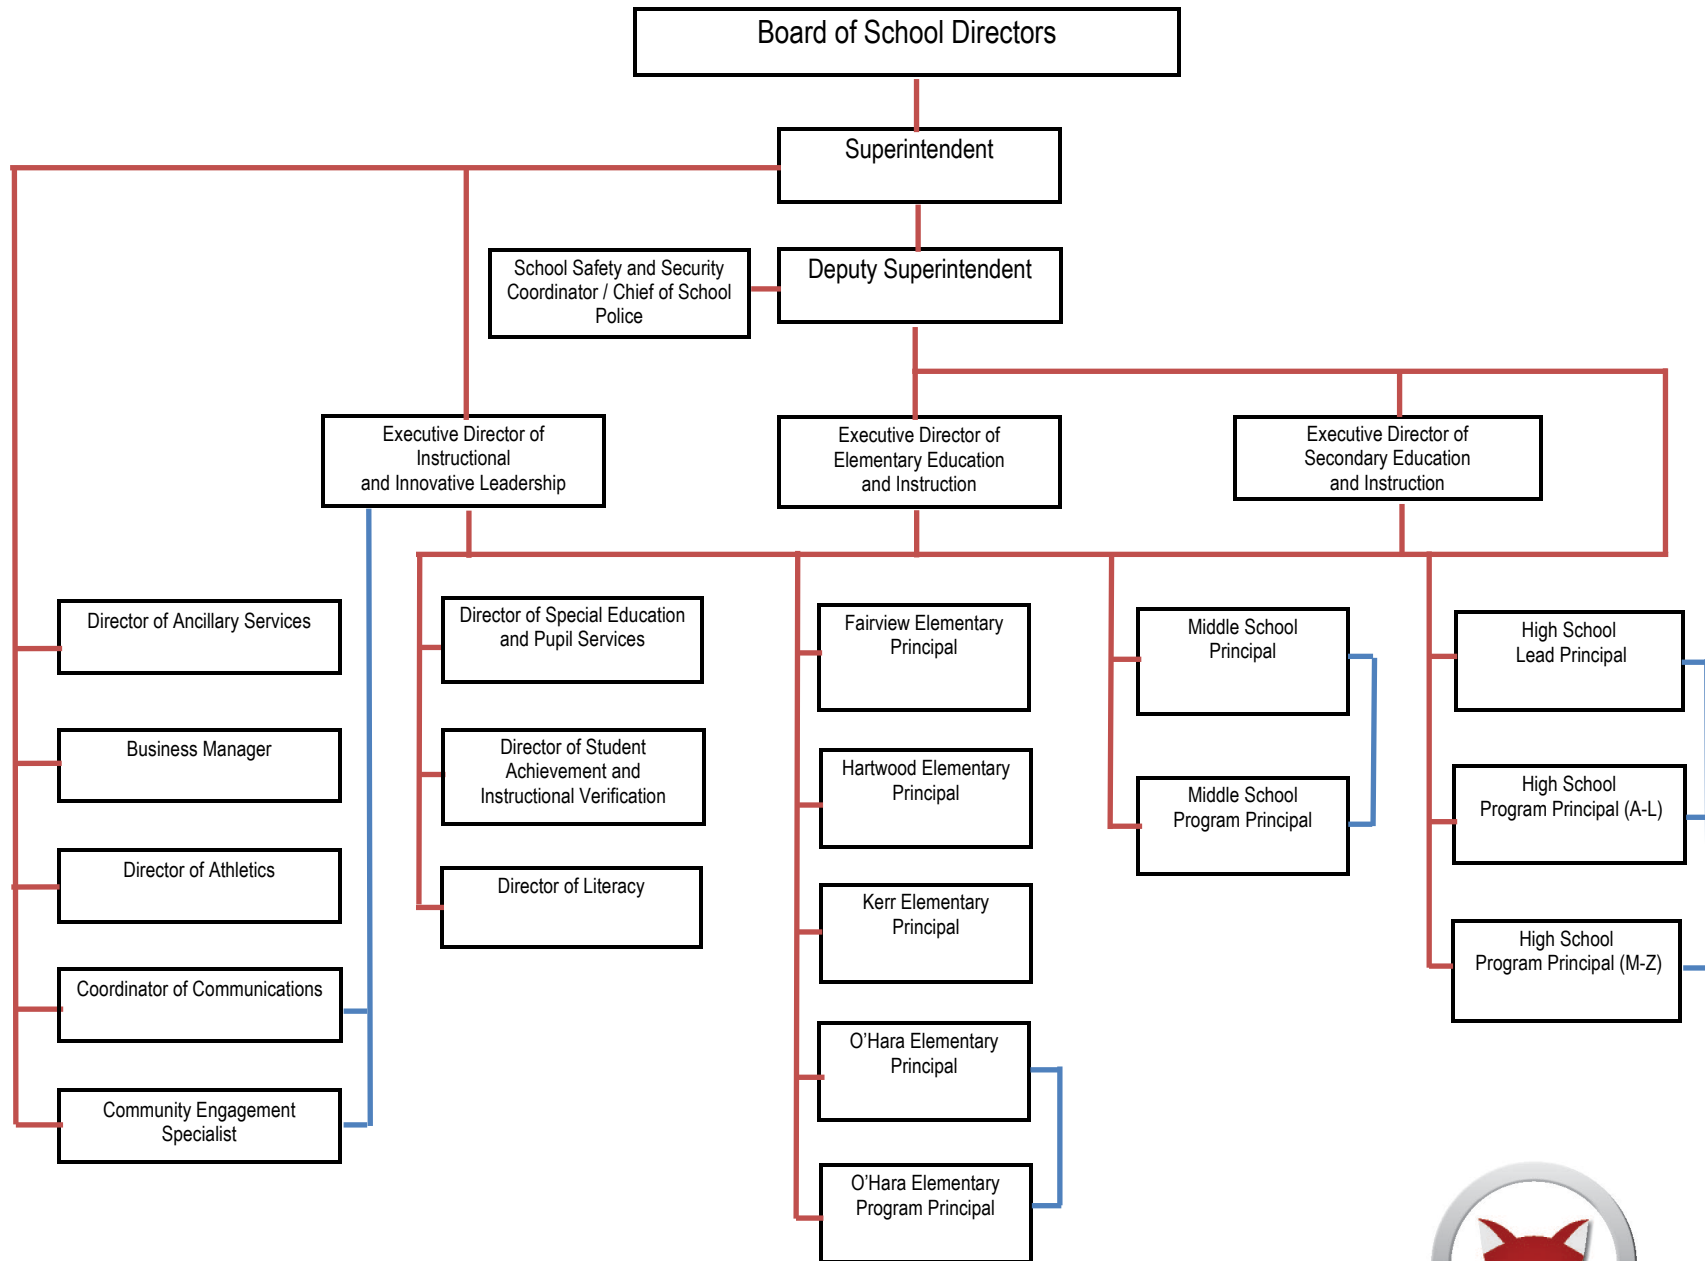 Board of School Directors
Superintendent
School Safety and Security
Coordinator / Chief of School
Police
Deputy Superintendent
Executive Director of
Instructional
and Innovative Leadership
Executive Director of
Elementary Education
and Instruction
Executive Director of
Secondary Education
and Instruction
Director of Ancillary Services
Business Manager
Director of Athletics
Coordinator of Communications
Community Engagement
Specialist
Director of Special Education
and Pupil Services
Director of Student
Achievement and
Instructional Verification
Director of Literacy
Fairview Elementary
Principal
Hartwood Elementary
Principal
Kerr Elementary
Principal
O’Hara Elementary
Principal
O’Hara Elementary
Program Principal
Middle School
Principal
Middle School
Program Principal
High School
Lead Principal
High School
Program Principal (A-L)
High School
Program Principal (M-Z)